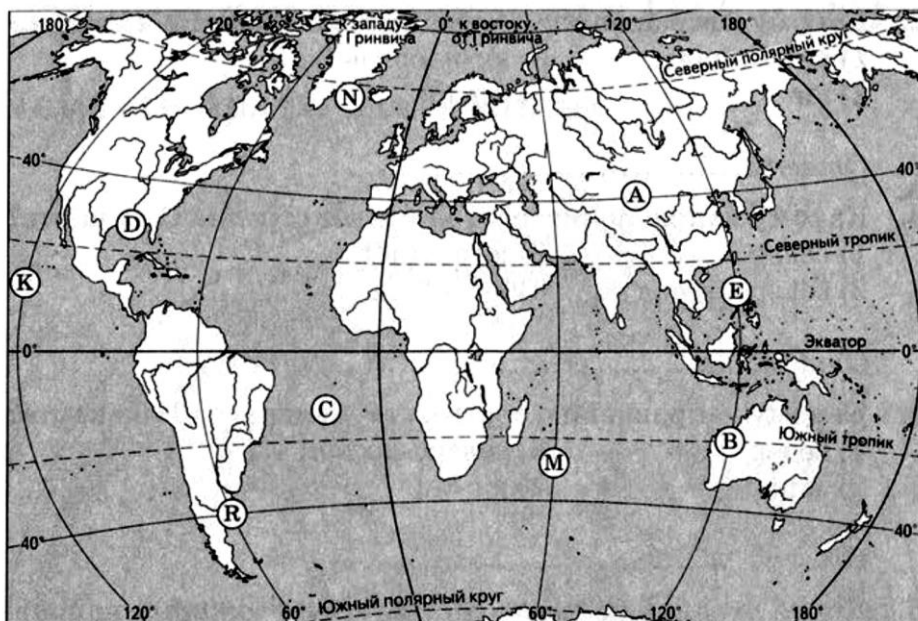 к западу 0° к востоку
от Гринвича от Гринвича
180° 120° 180°
Северный полярный круг
N
40° 40°
A
D
Северный тропик
K
E
Экватор
0° 0°
C
B
Южный тропик
M
R
40° 40°
Южный полярный круг
120° 60° 60° 120° 180°